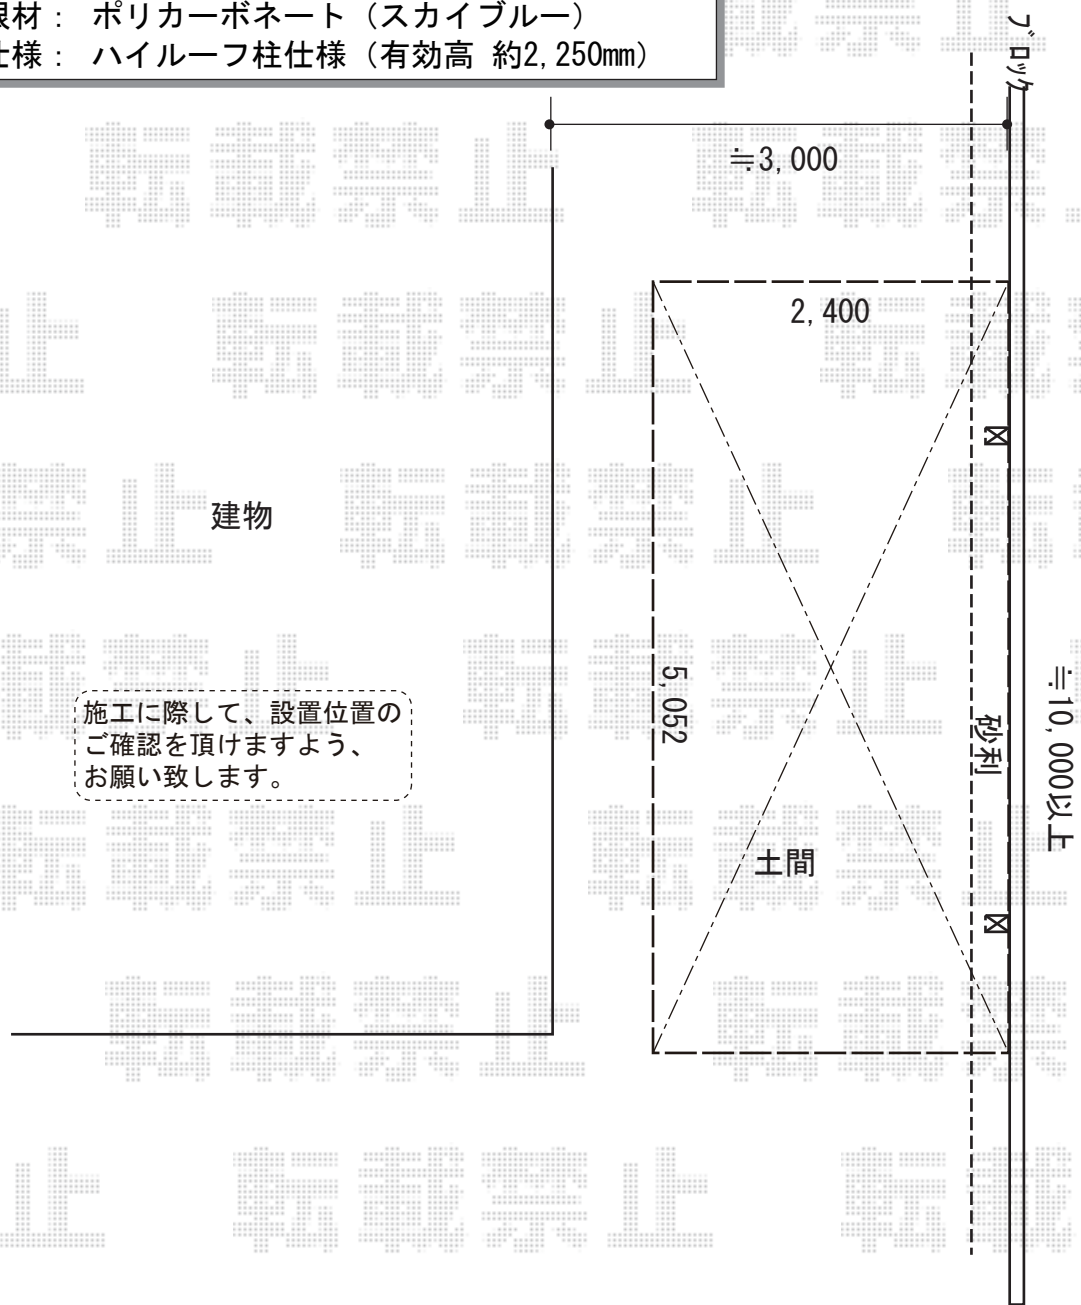 根材： ポリカーボネート（スカイブルー）
仕様： ハイルーフ柱仕様（有効高 約2,250mm）
ブロック
≒3,000
2,400
建物
5,052
砂利
≒10,000以上
施工に際して、設置位置の
ご確認を頂けますよう、
お願い致します。
土間
転載禁止